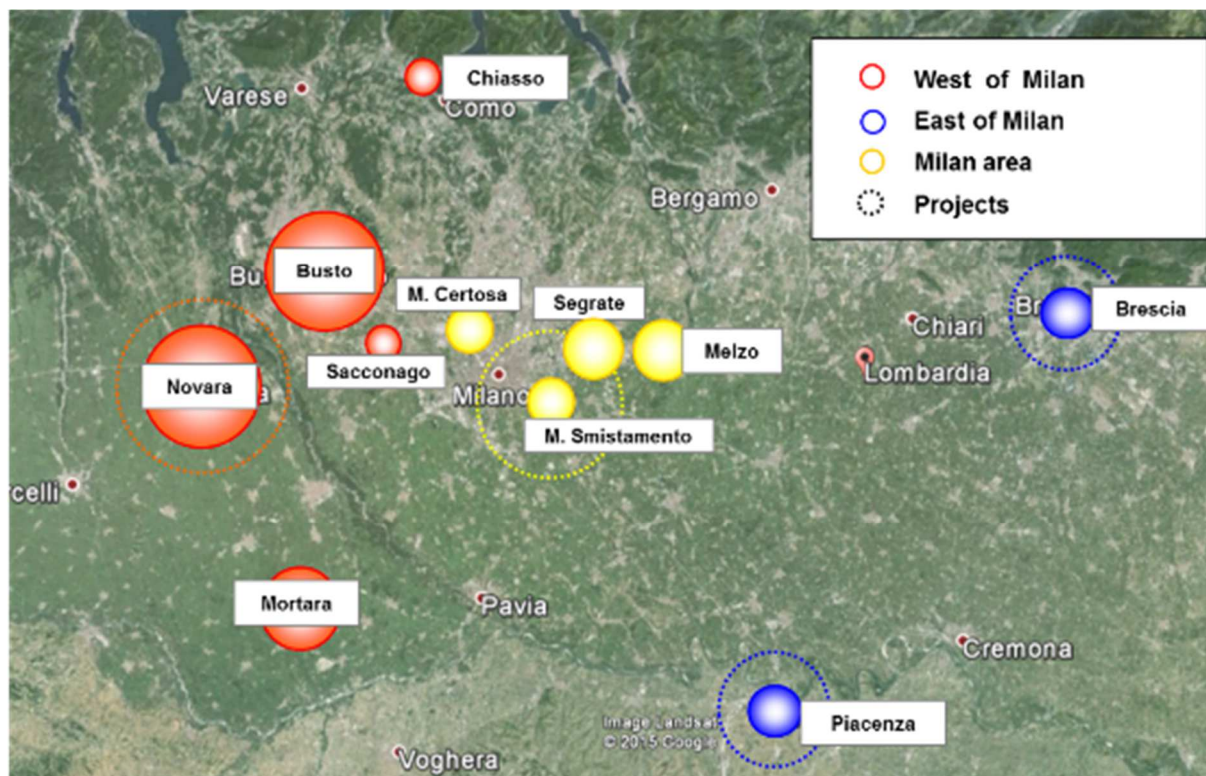 Chiasso
Varese
Como
West of Milan
East of Milan
Milan area
Projects
Bergamo
Busto
M. Certosa
Segrate
Brescia
Chiari
Sacconago
Melzo
Lombardia
Novara
Milano
M. Smistamento
Mortara
Pavia
Cremona
Piacenza
Image Landsat
© 2015 Google
Voghera